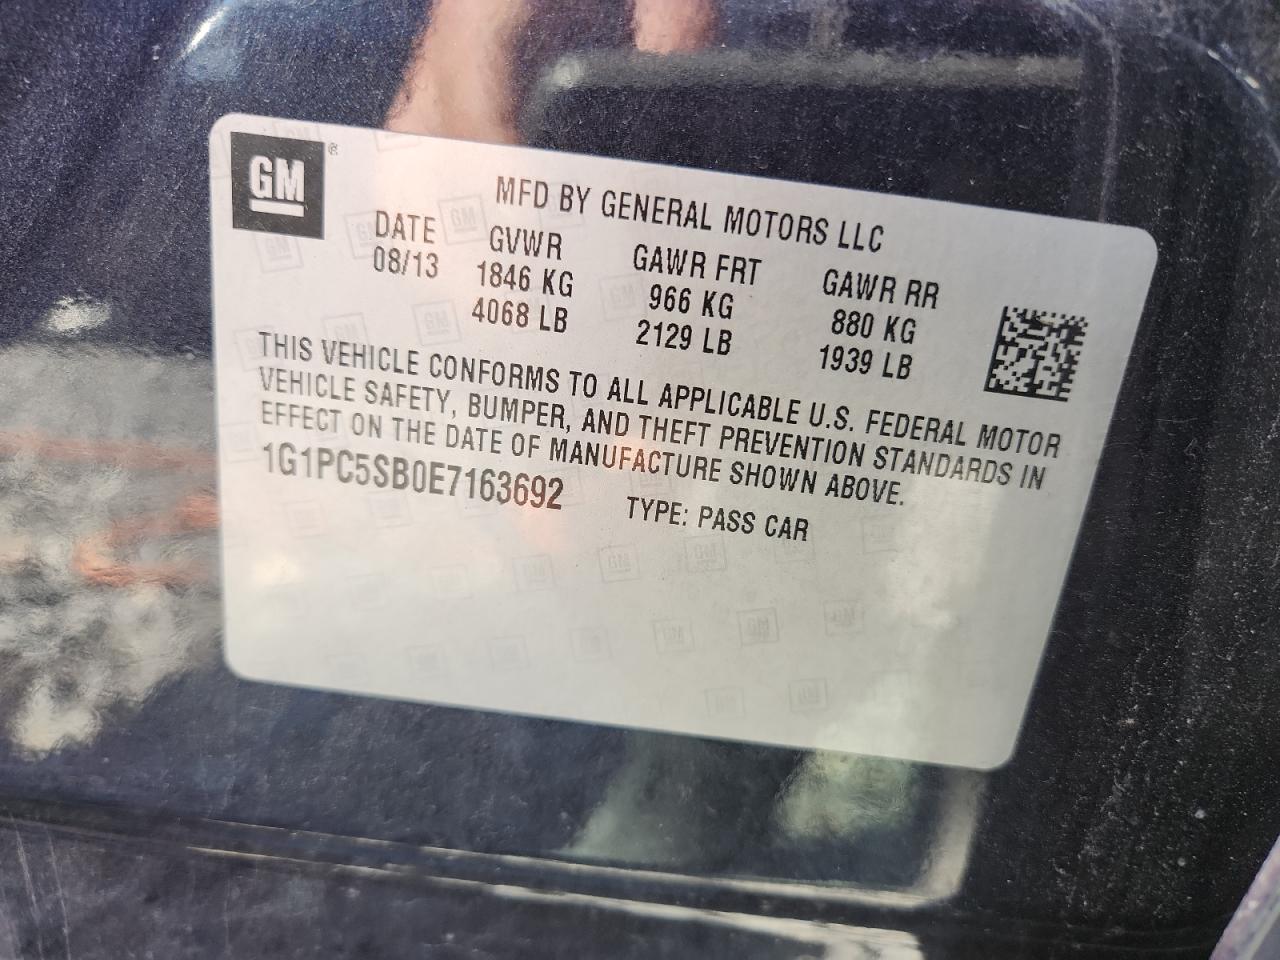 GM®
MFD BY GENERAL MOTORS LLC
DATE GVWR GAWR FRT GAWR RR
08/13 1846 KG 966 KG 880 KG
4068 LB 2129 LB 1939 LB
THIS VEHICLE CONFORMS TO ALL APPLICABLE U.S. FEDERAL MOTOR
VEHICLE SAFETY, BUMPER, AND THEFT PREVENTION STANDARDS IN
EFFECT ON THE DATE OF MANUFACTURE SHOWN ABOVE.
1G1PC5SB0E7163692 TYPE: PASS CAR